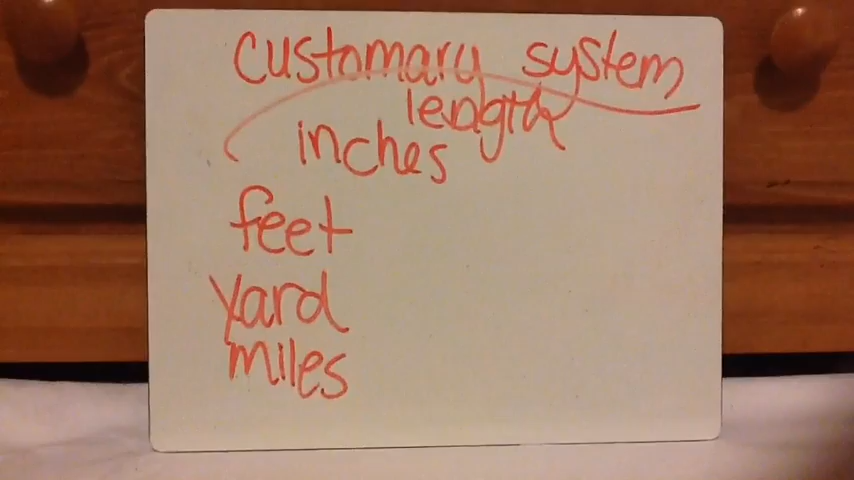 customary system
length
inches
feet
yard
miles